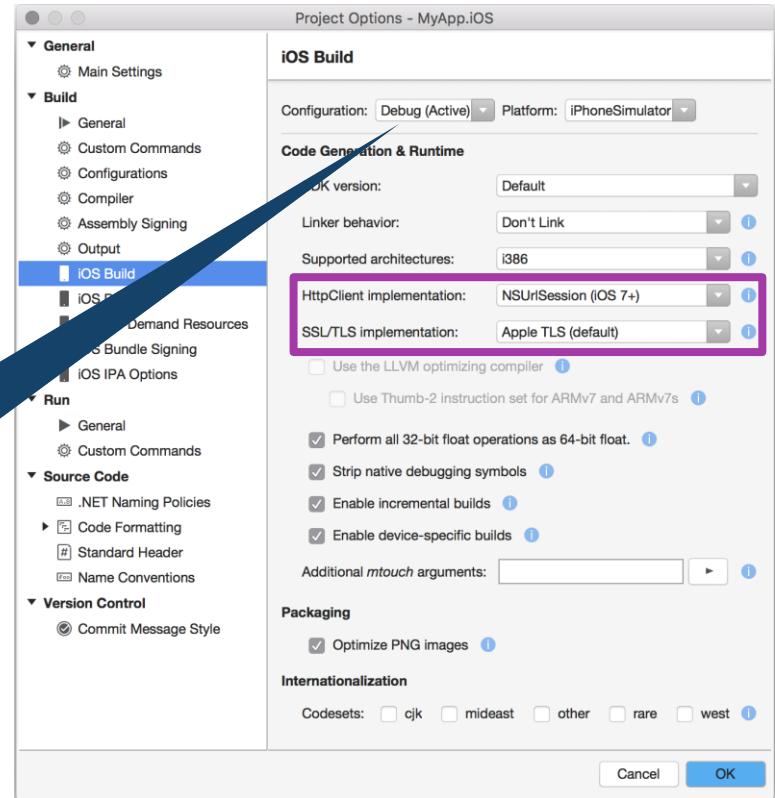 Project Options - MyApp.iOS
General
Main Settings
Build
General
Custom Commands
Configurations
Compiler
Assembly Signing
Output
iOS Build
iOS
Demand Resources
Bundle Signing
iOS IPA Options
Run
General
Custom Commands
Source Code
.NET Naming Policies
Code Formatting
Standard Header
Name Conventions
Version Control
Commit Message Style
iOS Build
Configuration: Debug (Active) Platform: iPhoneSimulator
Code Generation & Runtime
version: Default
Linker behavior: Don't Link
Supported architectures: i386
HttpClient implementation: NSUrlSession (iOS 7+)
SSL/TLS implementation: Apple TLS (default)
Use the LLVM optimizing compiler
Use Thumb-2 instruction set for ARMv7 and ARMv7s
Perform all 32-bit float operations as 64-bit float.
Strip native debugging symbols
Enable incremental builds
Enable device-specific builds
Additional mtouch arguments:
Packaging
Optimize PNG images
Internationalization
Codesets: cjk mideast other rare west
Cancel OK